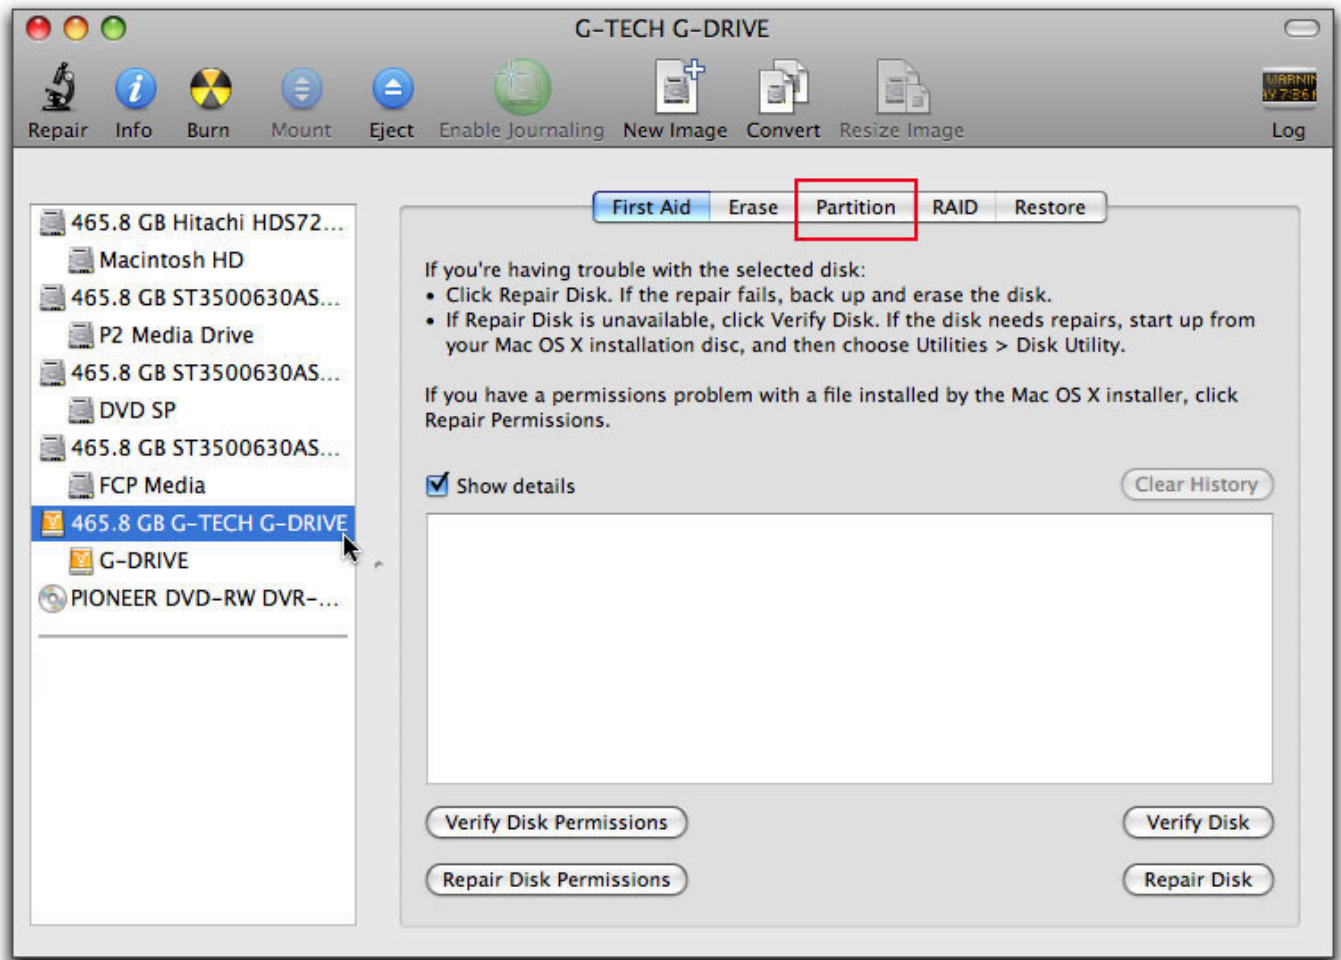 G-TECH G-DRIVE
Repair Info Burn Mount Eject Enable Journaling New Image Convert Resize Image Log
First Aid Erase Partition RAID Restore
465.8 GB Hitachi HDS72...
Macintosh HD
465.8 GB ST3500630AS...
P2 Media Drive
465.8 GB ST3500630AS...
DVD SP
465.8 GB ST3500630AS...
FCP Media
465.8 GB G-TECH G-DRIVE
G-DRIVE
PIONEER DVD-RW DVR-...
If you're having trouble with the selected disk:
• Click Repair Disk. If the repair fails, back up and erase the disk.
• If Repair Disk is unavailable, click Verify Disk. If the disk needs repairs, start up from
your Mac OS X installation disc, and then choose Utilities > Disk Utility.
If you have a permissions problem with a file installed by the Mac OS X installer, click
Repair Permissions.
Show details
Clear History
Verify Disk Permissions
Verify Disk
Repair Disk Permissions
Repair Disk